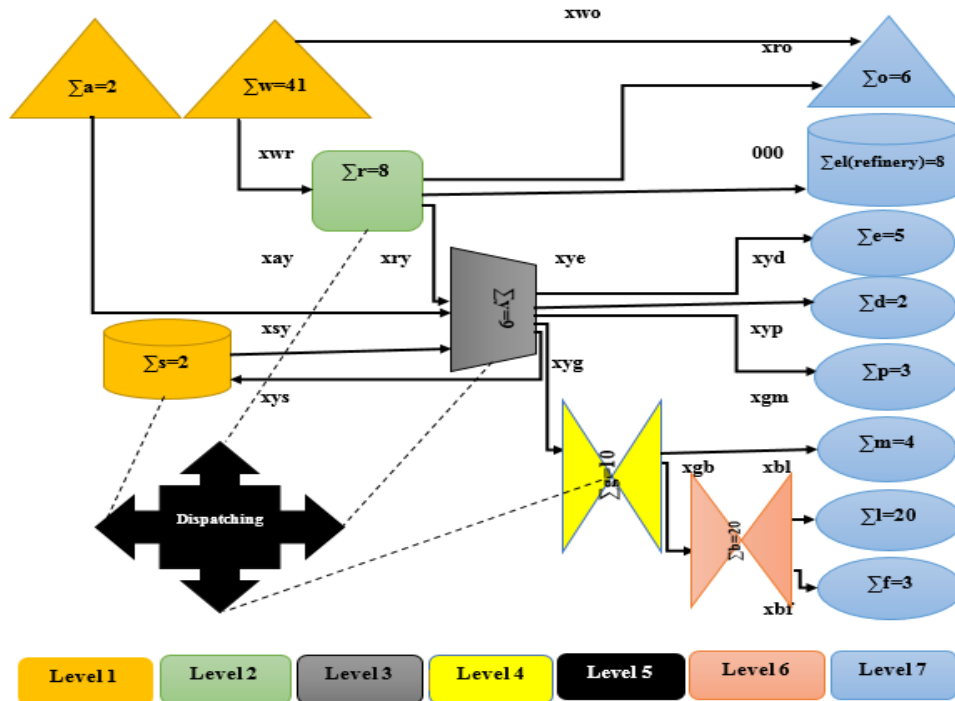 xwo
xro
∑a=2
∑w=41
∑o=6
xwr
∑r=8
000
∑el(refinery)=8
xay
xry
xye
xyd
∑e=5
∑y=9
∑d=2
xsy
xyp
∑s=2
xyg
∑p=3
xys
xgm
∑m=4
∑g=10
xgb
xbl
Dispatching
∑l=20
∑b=20
∑f=3
xbf
Level 1
Level 2
Level 3
Level 4
Level 5
Level 6
Level 7